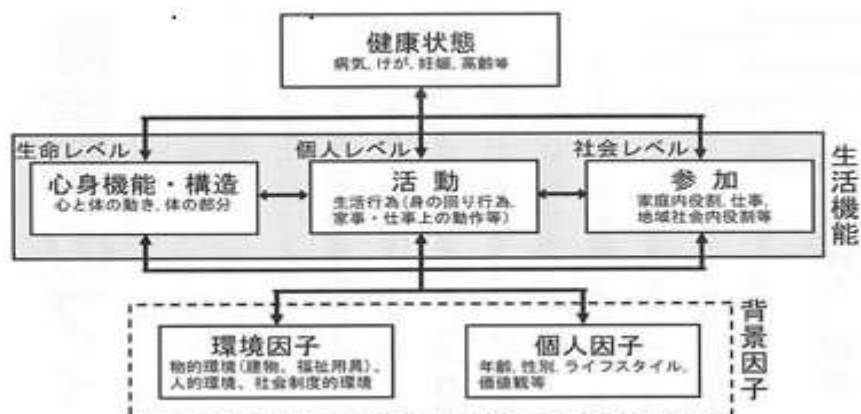 健康状態
病気, けが, 妊娠, 高齢等
生命レベル
個人レベル
社会レベル
心身機能・構造
心と体の動き, 体の部分
活 動
生活行為(身の回り行為、
家事・仕事上の動作等)
参 加
家庭内役割, 仕事,
地域社会内役割等
生活機能
環境因子
物的環境(建物、福祉用具)、
人的環境、社会制度的環境
個人因子
年齢, 性別, ライフスタイル,
価値観等
背景因子